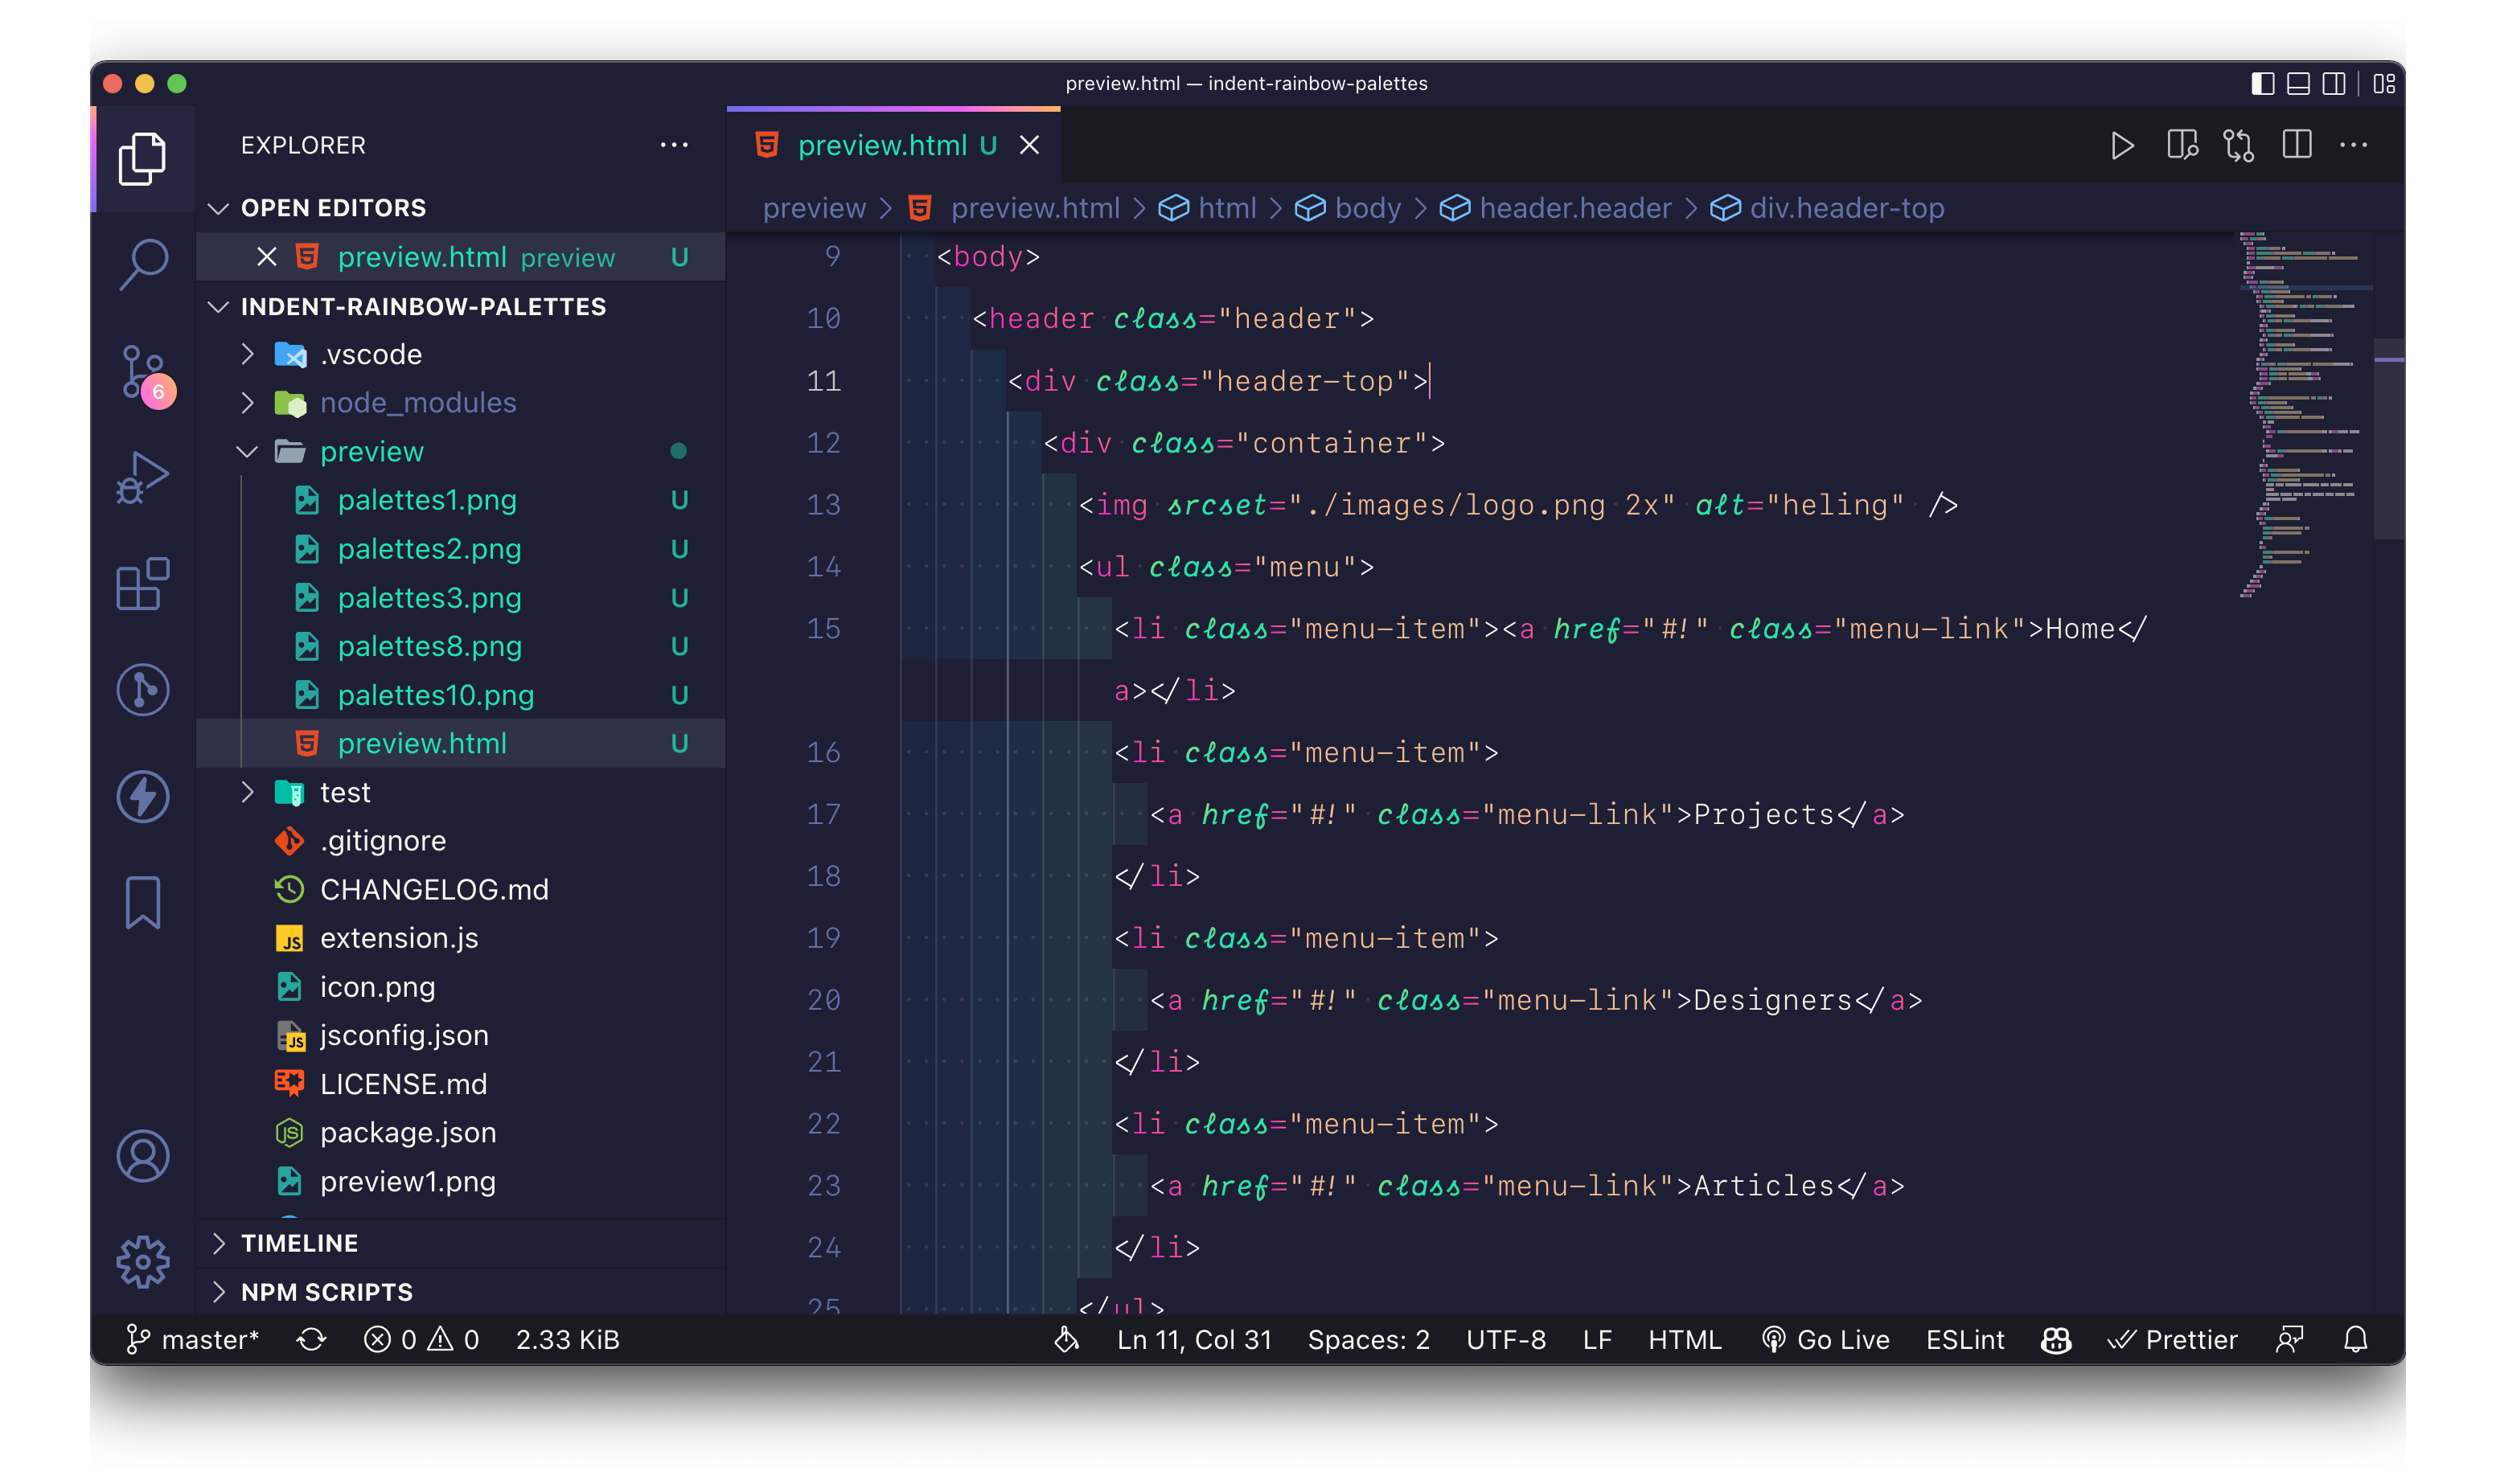 preview.html — indent-rainbow-palettes
EXPLORER
OPEN EDITORS
preview.html preview U
INDENT-RAINBOW-PALETTES
.vscode
node_modules
preview
palettes1.png U
palettes2.png U
palettes3.png U
palettes8.png U
palettes10.png U
preview.html U
test
.gitignore
CHANGELOG.md
extension.js
icon.png
jsconfig.json
LICENSE.md
package.json
preview1.png
TIMELINE
NPM SCRIPTS
6
preview.html U
preview > preview.html > html > body > header.header > div.header-top
9 <body>
10 <header class="header">
11 <div class="header-top">
12 <div class="container">
13 <img srcset="./images/logo.png 2x" alt="heling" />
14 <ul class="menu">
15 <li class="menu-item"><a href="#!" class="menu-link">Home</
a></li>
16 <li class="menu-item">
17 <a href="#!" class="menu-link">Projects</a>
18 </li>
19 <li class="menu-item">
20 <a href="#!" class="menu-link">Designers</a>
21 </li>
22 <li class="menu-item">
23 <a href="#!" class="menu-link">Articles</a>
24 </li>
25 </ul>
master* 0 0 2.33 KiB Ln 11, Col 31 Spaces: 2 UTF-8 LF HTML Go Live ESLint Prettier